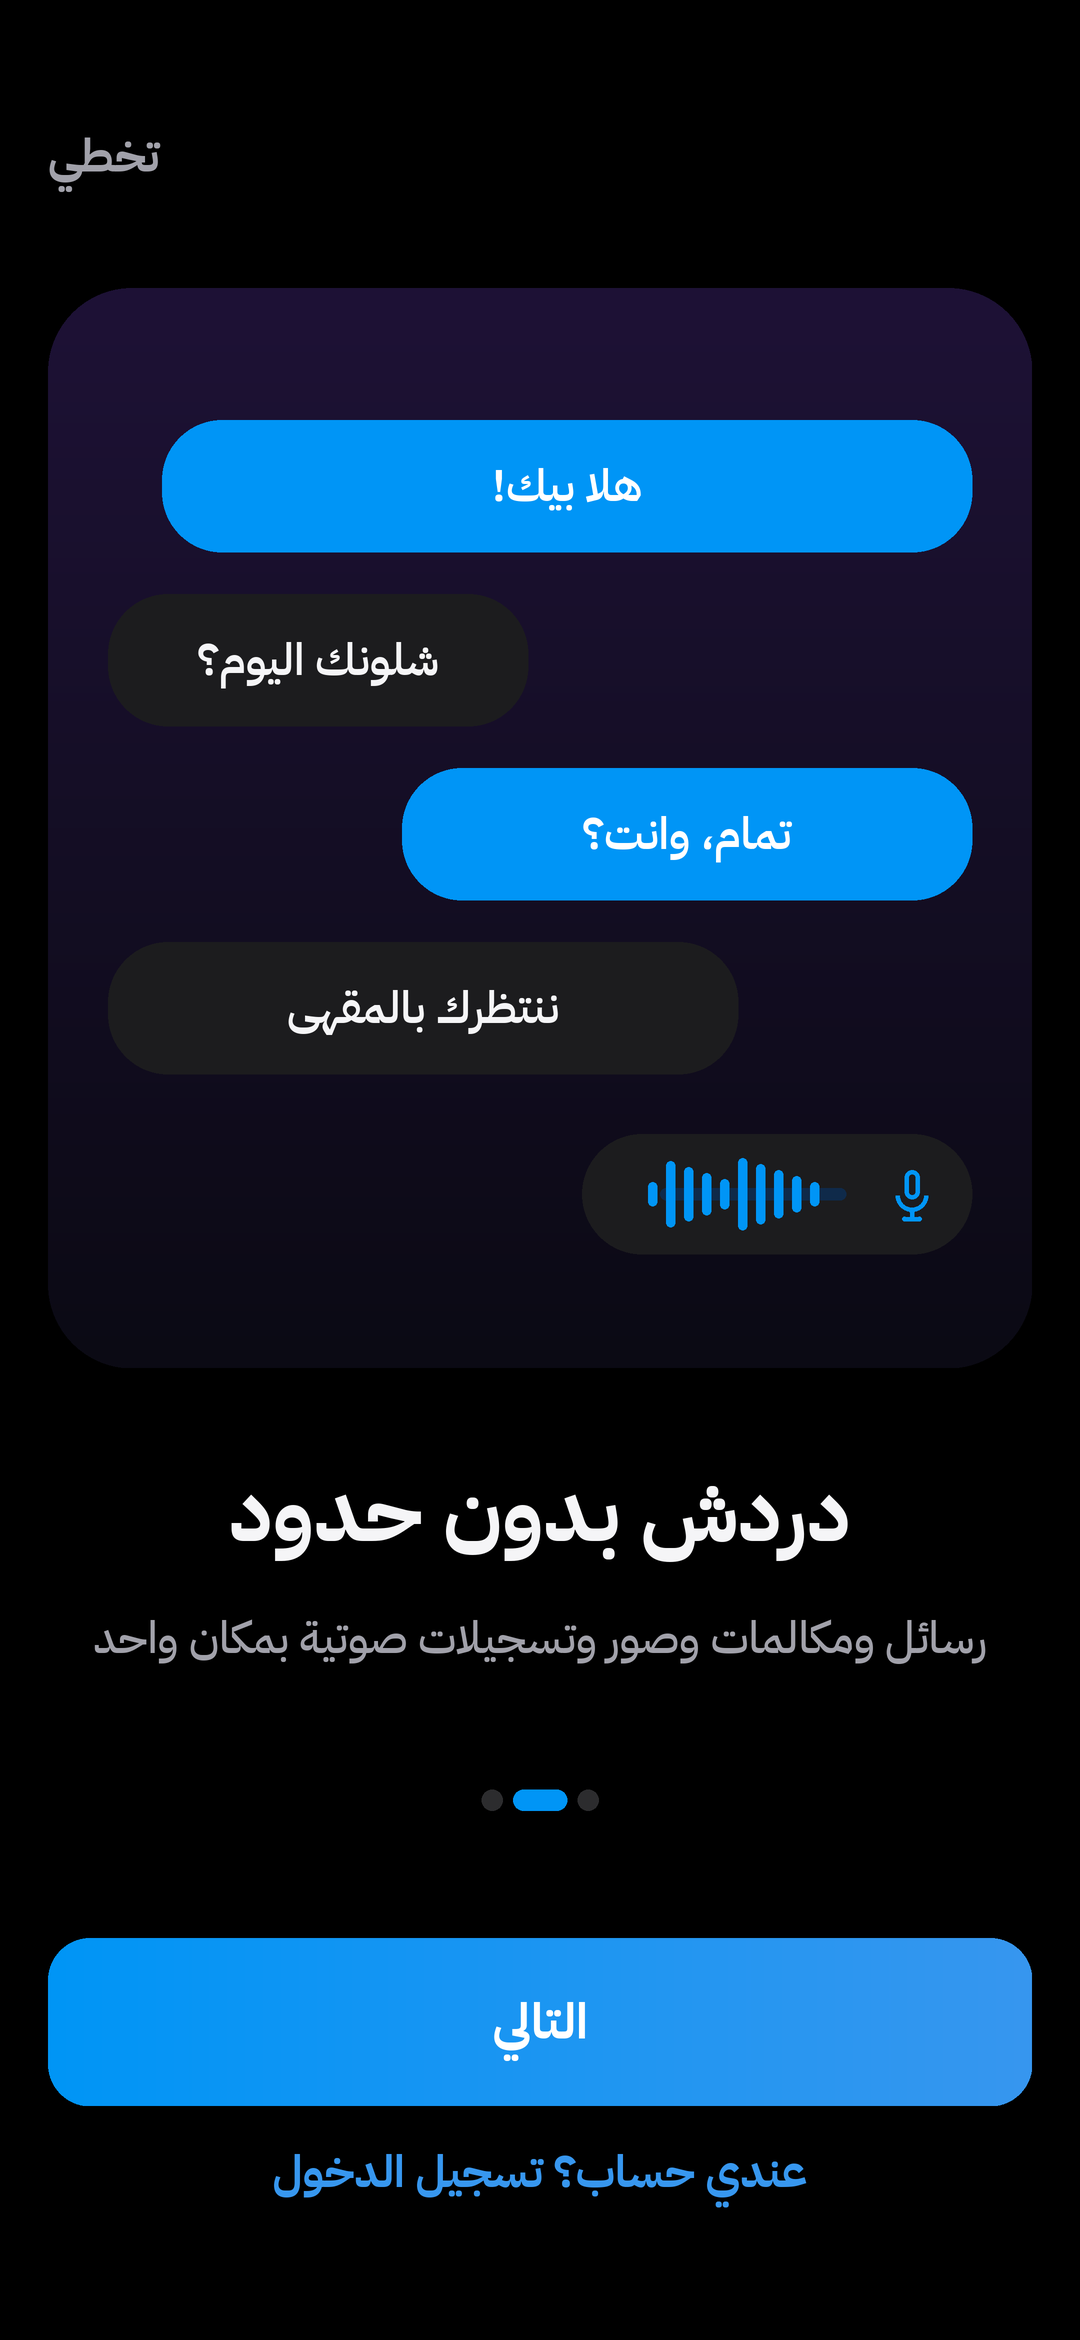 تخطي
هلا بيك!
شلونك اليوم؟
تمام، وانت؟
ننتظرك بالمقهى
دردش بدون حدود
رسائل ومكالمات وصور وتسجيلات صوتية بمكان واحد
التالي
عندي حساب؟ تسجيل الدخول